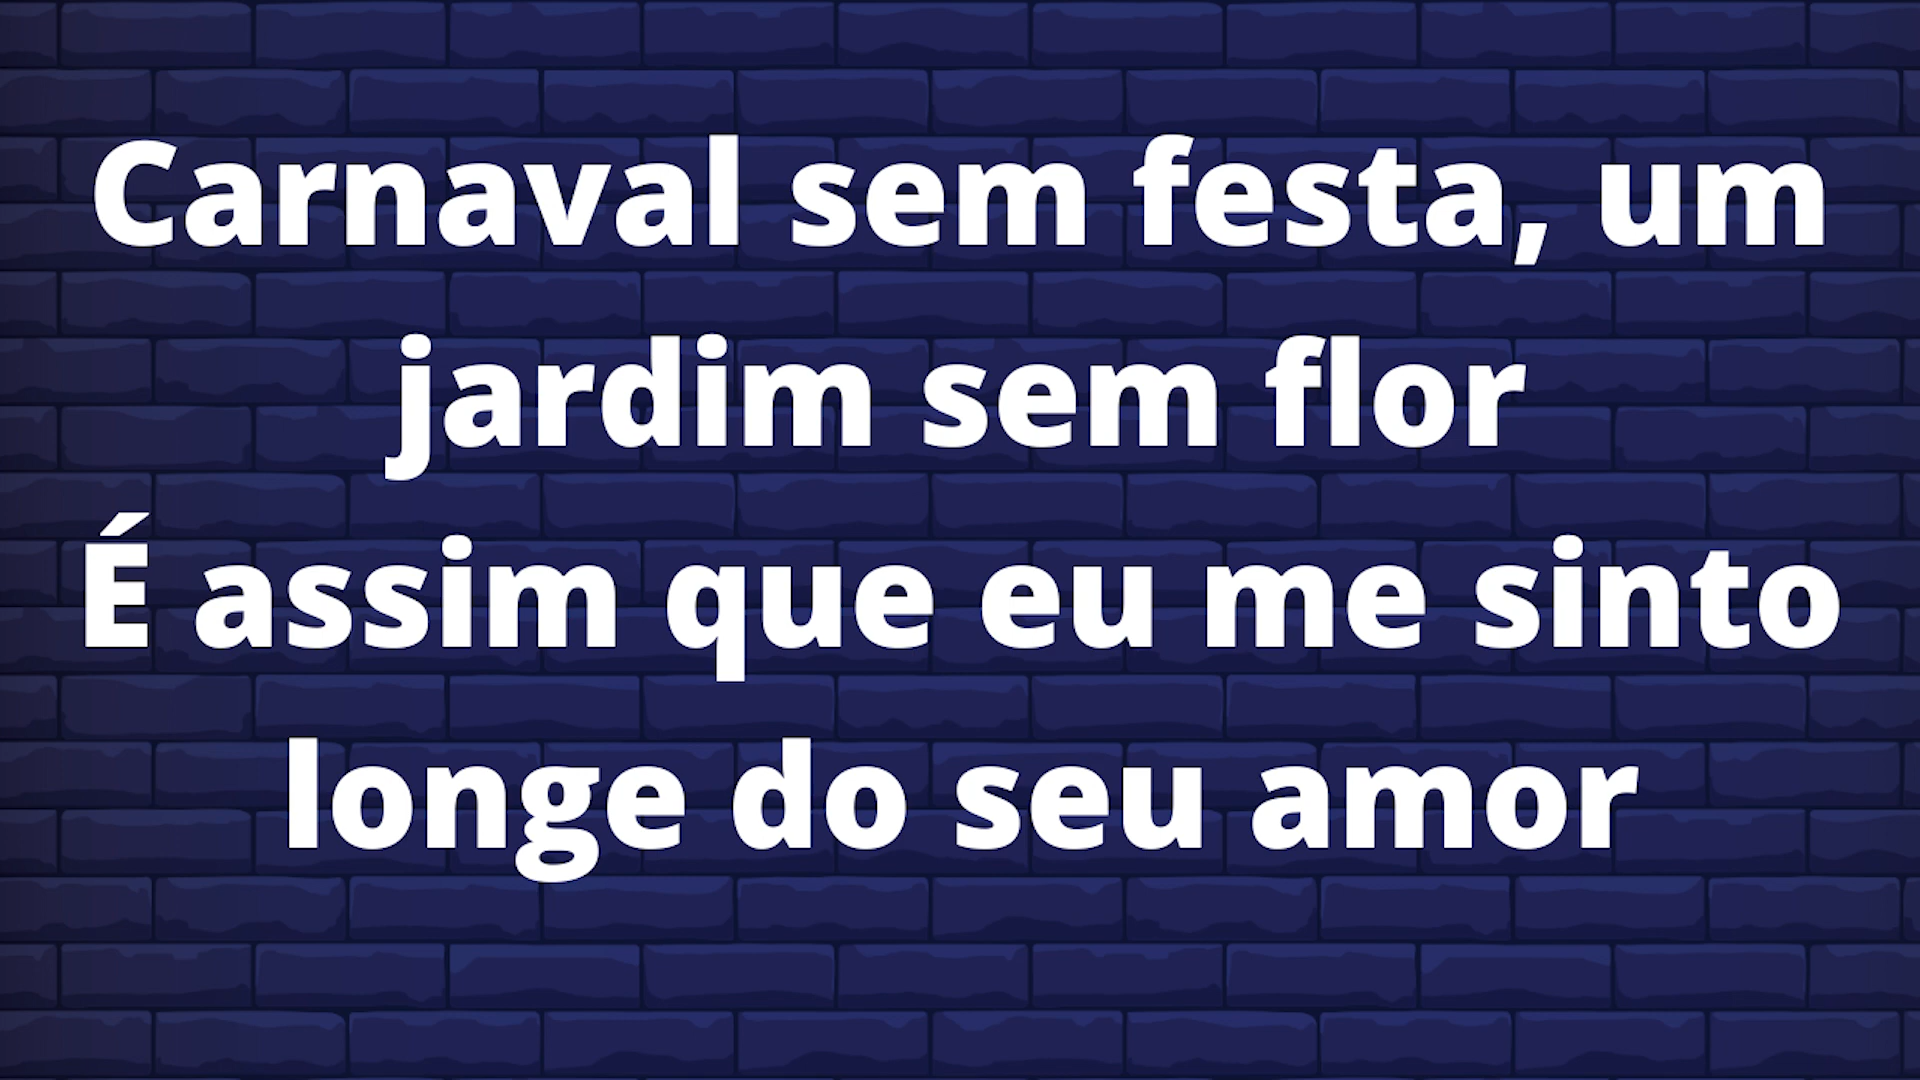 Carnaval sem festa, um
jardim sem flor
É assim que eu me sinto
longe do seu amor